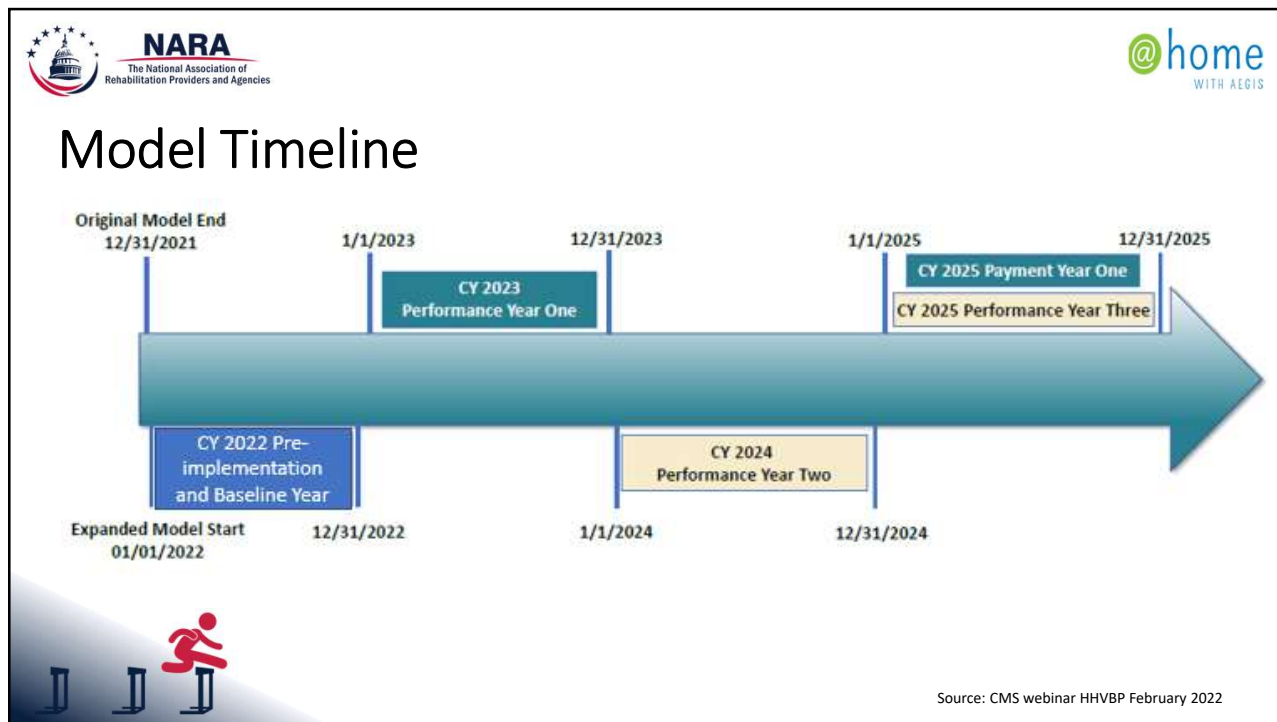 NARA
The National Association of
Rehabilitation Providers and Agencies
@home
WITH AEGIS
Model Timeline
Original Model End
12/31/2021
1/1/2023
12/31/2023
1/1/2025
12/31/2025
CY 2023
Performance Year One
CY 2025 Payment Year One
CY 2025 Performance Year Three
CY 2022 Pre-
implementation
and Baseline Year
CY 2024
Performance Year Two
Expanded Model Start
01/01/2022
12/31/2022
1/1/2024
12/31/2024
Source: CMS webinar HHVBP February 2022